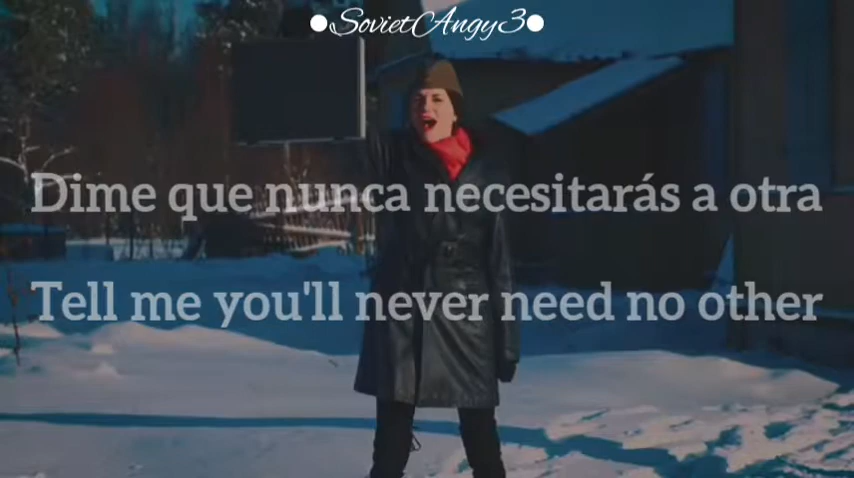 ●SovietAngy3●
Dime que nunca necesitarás a otra
Tell me you'll never need no other